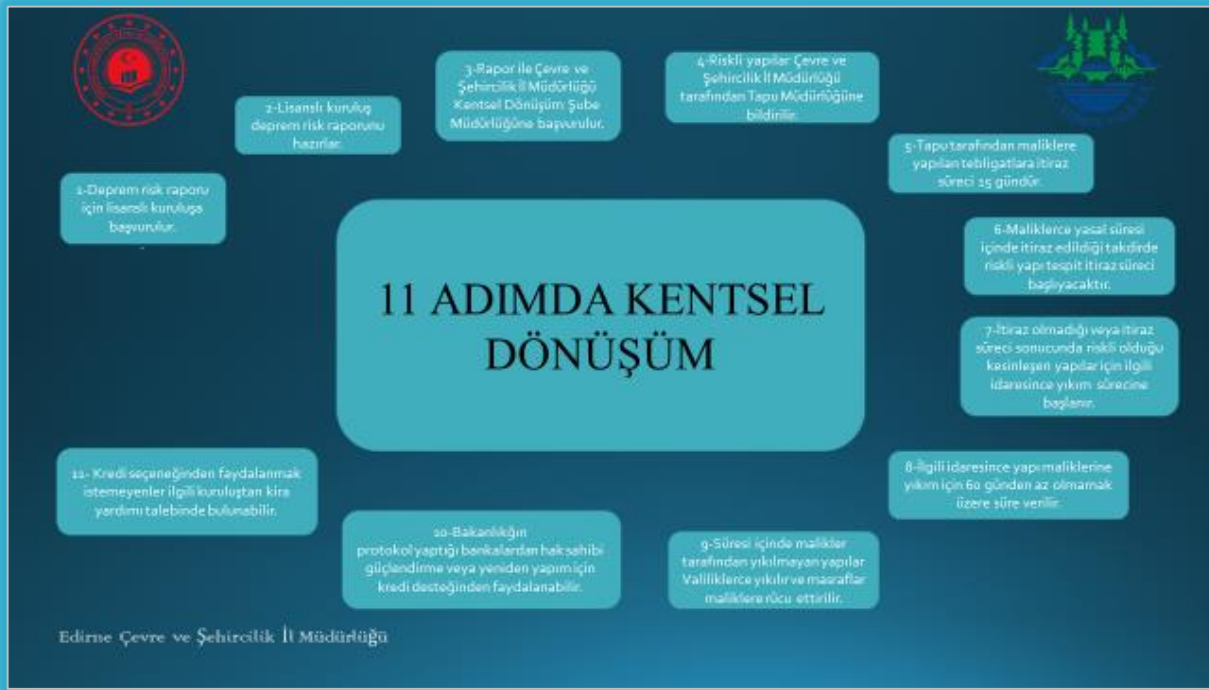 1-Deprem risk raporu
için lisanslı kuruluşa
başvurulur.
2-Lisanslı kuruluş
deprem risk raporunu
hazırlar.
3-Rapor ile Çevre ve
Şehircilik İl Müdürlüğü
Kentsel Dönüşüm Şube
Müdürlüğüne başvurulur.
4-Riskli yapılar Çevre ve
Şehircilik İl Müdürlüğü
tarafından Tapu Müdürlüğüne
bildirilir.
5-Tapu tarafından maliklere
yapılan tebligatlara itiraz
süreci 15 gündür.
6-Maliklerce yasal süresi
içinde itiraz edildiği takdirde
riskli yapı tespit itiraz süreci
başlıyacaktır.
7-İtiraz olmadığı veya itiraz
süreci sonucunda riskli olduğu
kesinleşen yapılar için ilgili
idaresince yıkım sürecine
başlanır.
8-İlgili idaresince yapı maliklerine
yıkım için 60 günden az olmamak
üzere süre verilir.
9-Süresi içinde malikler
tarafından yıkılmayan yapılar
Valiliklerce yıkılır ve masraflar
maliklere rücu ettirilir.
10-Bakanlıkğın
protokol yaptığı bankalardan hak sahibi
güçlendirme veya yeniden yapım için
kredi desteğinden faydalanabilir.
11- Kredi seçeneğinden faydalanmak
istemeyenler ilgili kuruluştan kira
yardımı talebinde bulunabilir.
11 ADIMDA KENTSEL
DÖNÜŞÜM
Edirne Çevre ve Şehircilik İl Müdürlüğü